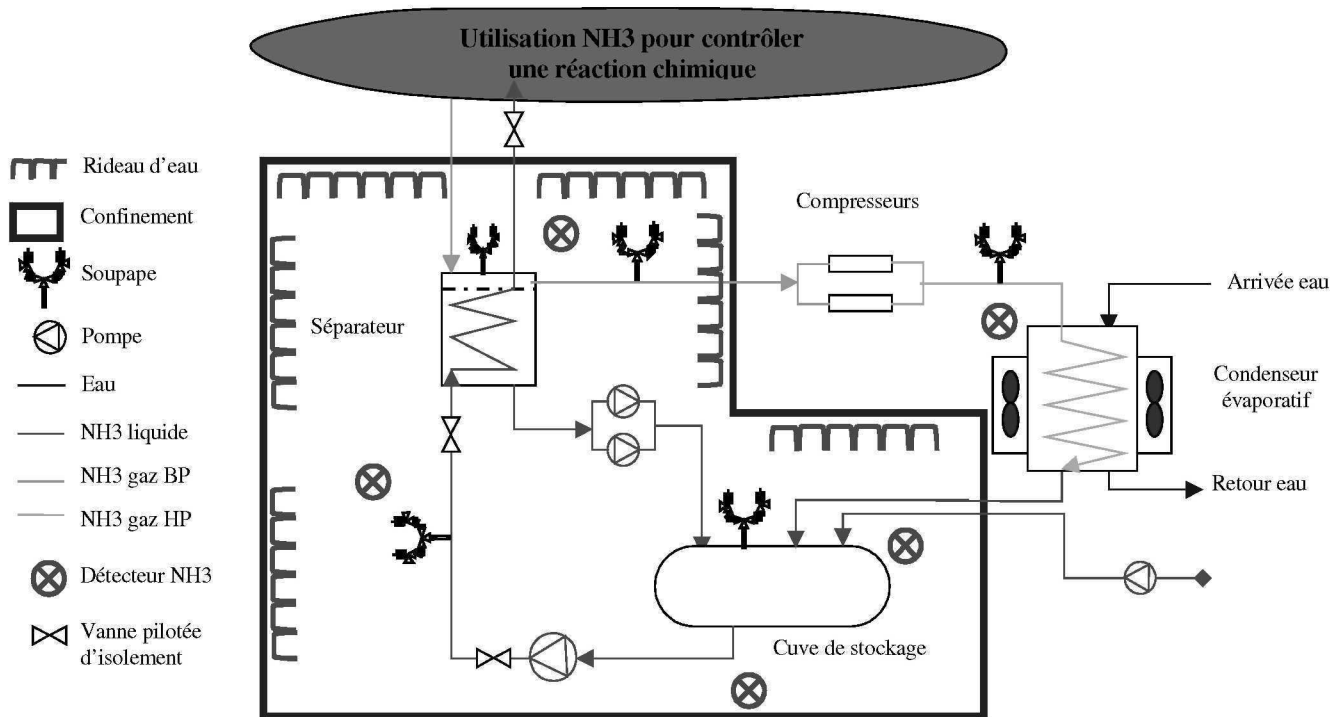 Utilisation NH3 pour contrôler
une réaction chimique
Rideau d'eau
Confinement
Soupape
Pompe
Eau
NH3 liquide
NH3 gaz BP
NH3 gaz HP
Détecteur NH3
Vanne pilotée
d'isolement
Séparateur
Compresseurs
Arrivée eau
Condenseur
évaporatif
Retour eau
Cuve de stockage